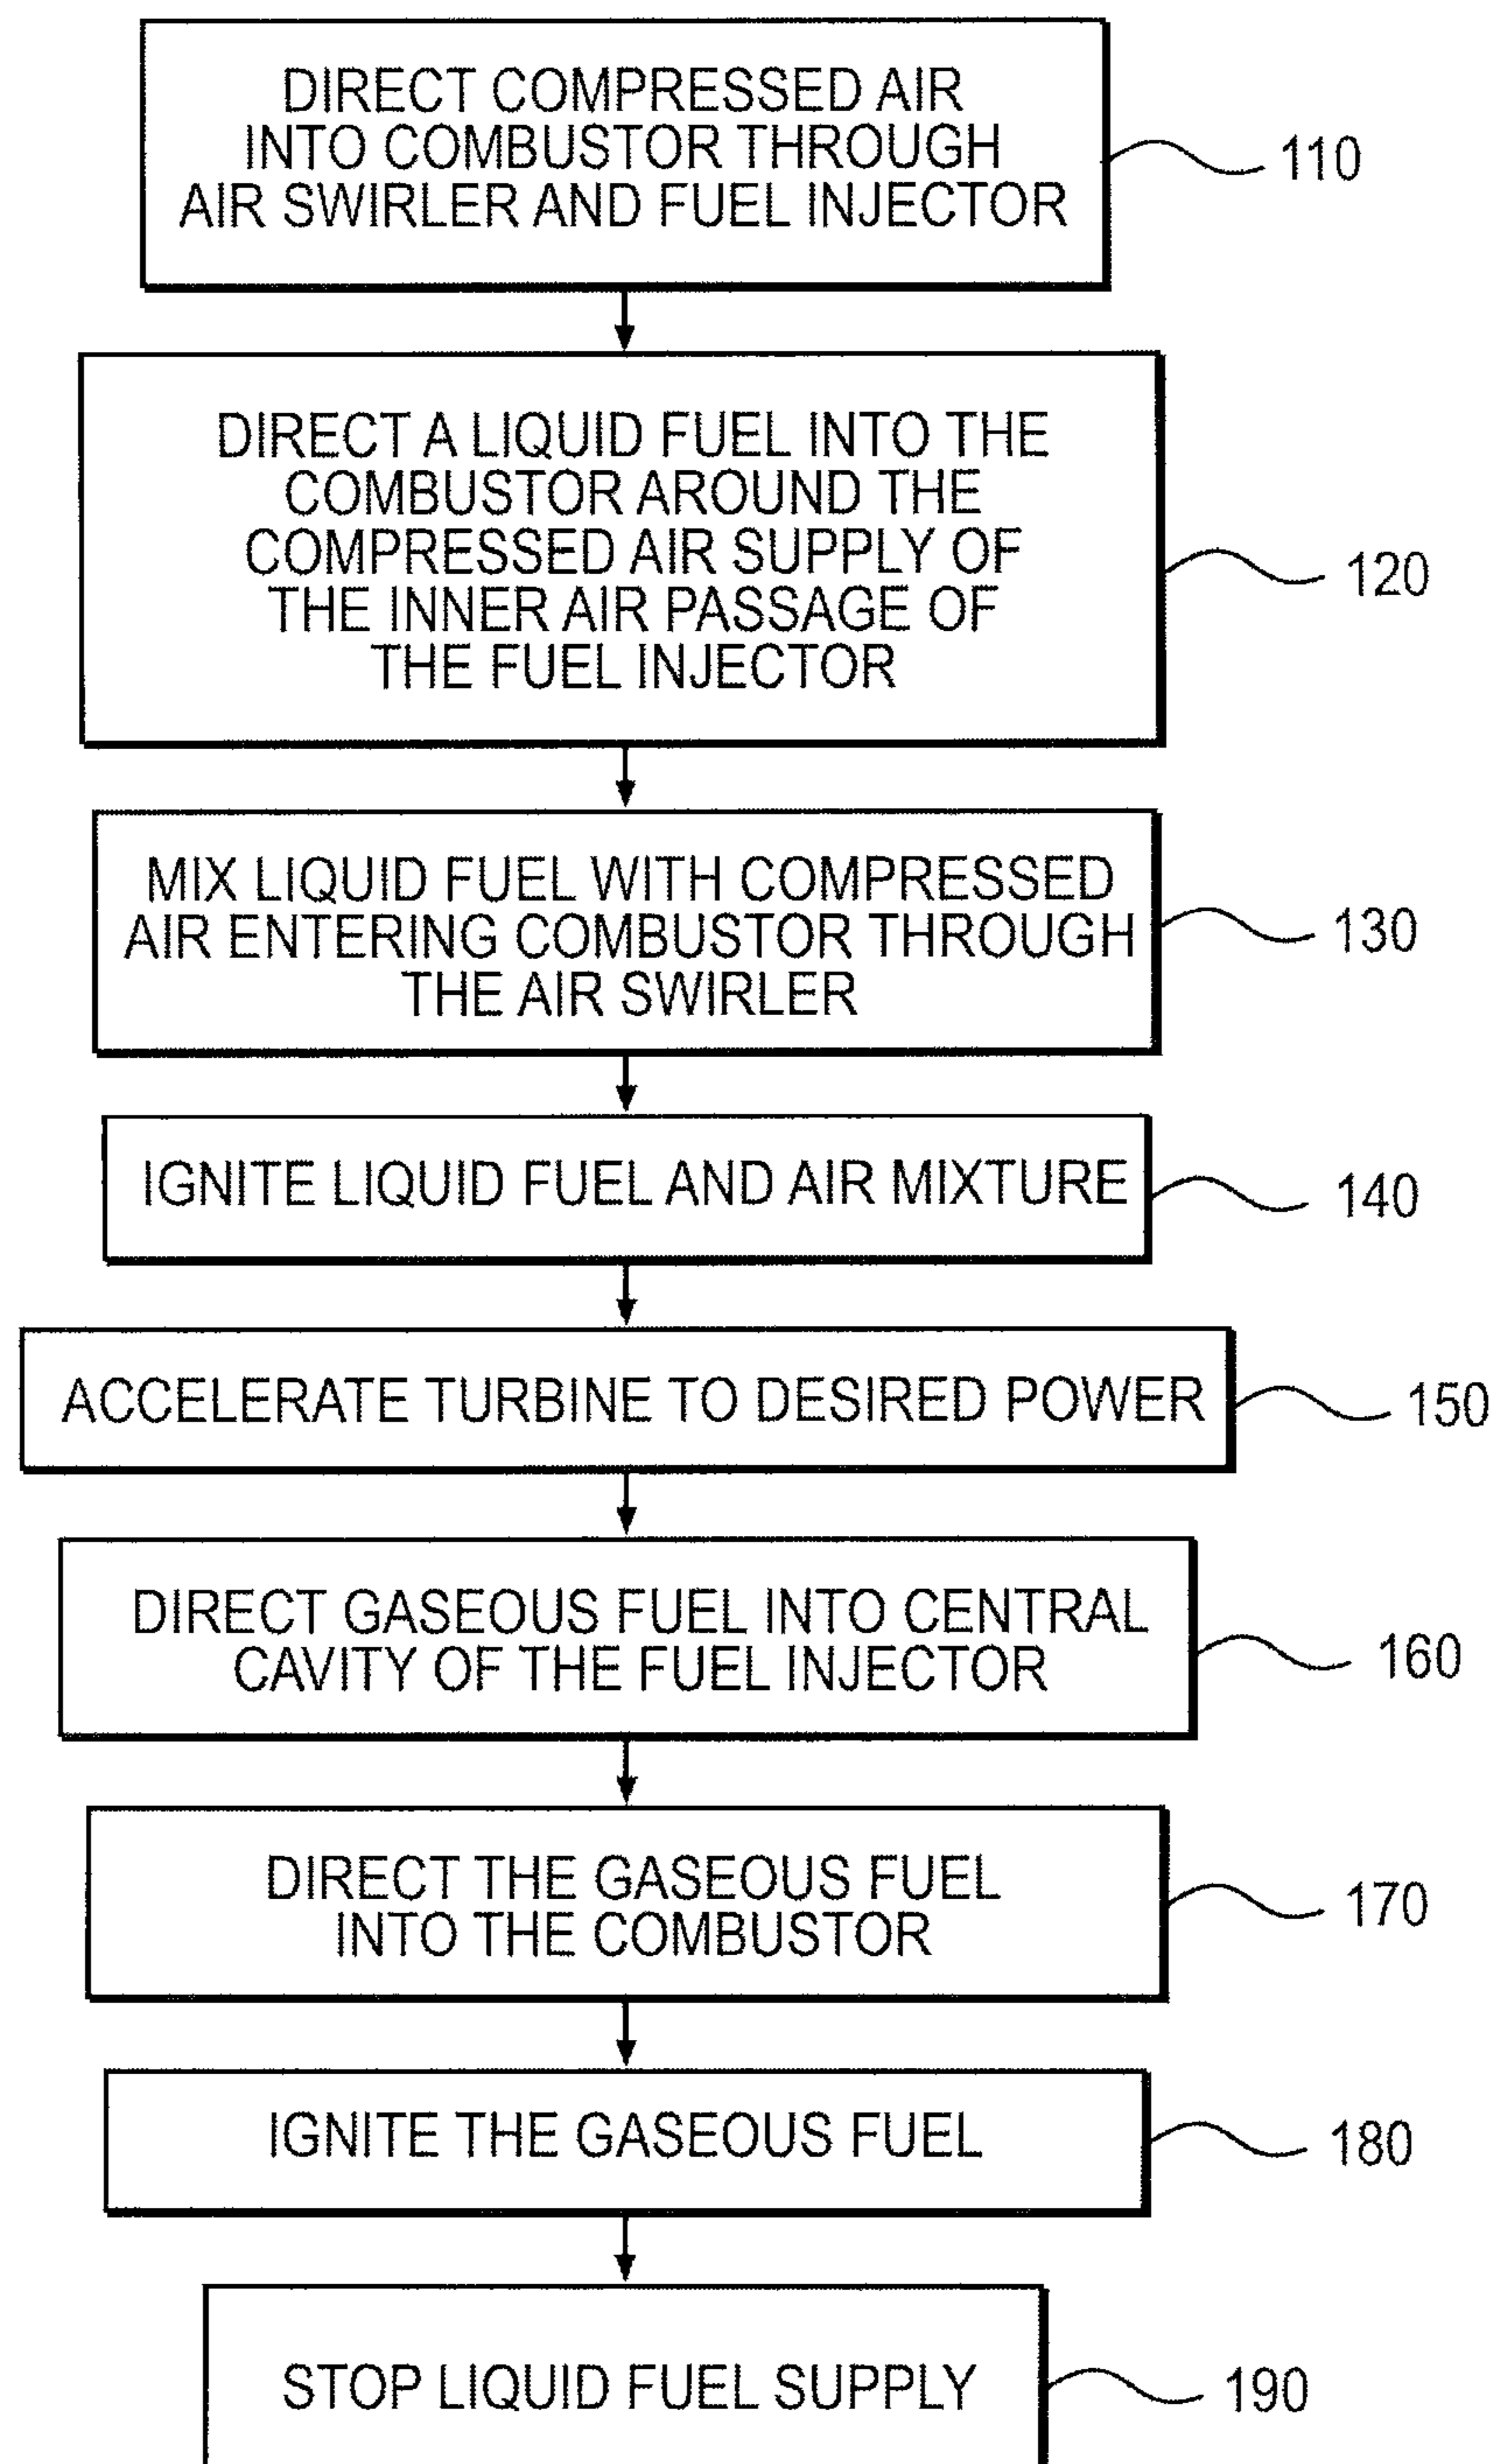 DIRECT COMPRESSED AIR
INTO COMBUSTOR THROUGH
AIR SWIRLER AND FUEL INJECTOR
110
DIRECT A LIQUID FUEL INTO THE
COMBUSTOR AROUND THE
COMPRESSED AIR SUPPLY OF
THE INNER AIR PASSAGE OF
THE FUEL INJECTOR
120
MIX LIQUID FUEL WITH COMPRESSED
AIR ENTERING COMBUSTOR THROUGH
THE AIR SWIRLER
130
IGNITE LIQUID FUEL AND AIR MIXTURE
140
ACCELERATE TURBINE TO DESIRED POWER
150
DIRECT GASEOUS FUEL INTO CENTRAL
CAVITY OF THE FUEL INJECTOR
160
DIRECT THE GASEOUS FUEL
INTO THE COMBUSTOR
170
IGNITE THE GASEOUS FUEL
180
STOP LIQUID FUEL SUPPLY
190